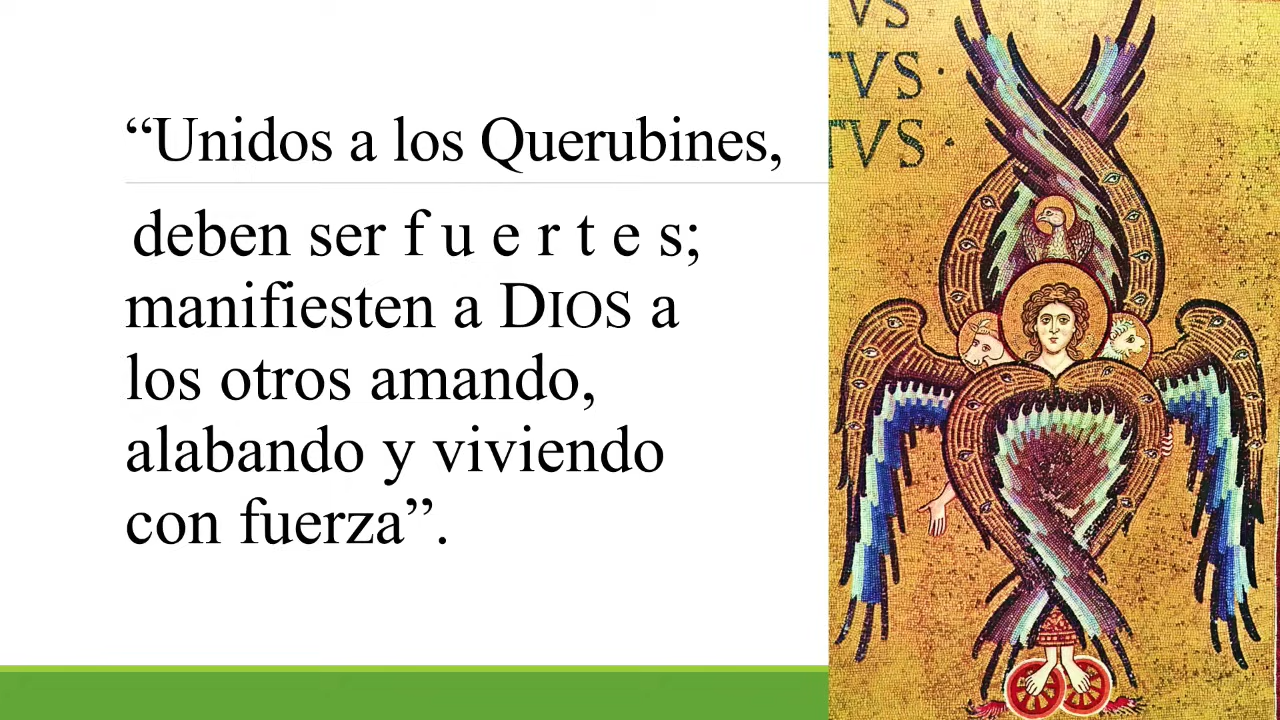 “Unidos a los Querubines,
deben ser f u e r t e s;
manifiesten a DIOS a
los otros amando,
alabando y viviendo
con fuerza”.
VS
TVS ·
TVS ·